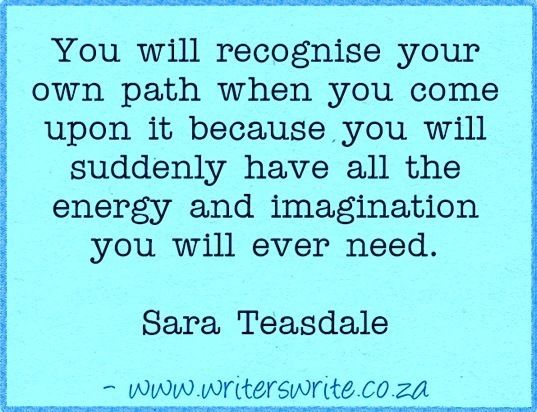 You will recognise your
own path when you come
upon it because you will
suddenly have all the
energy and imagination
you will ever need.
Sara Teasdale
- www.writerswrite.co.za